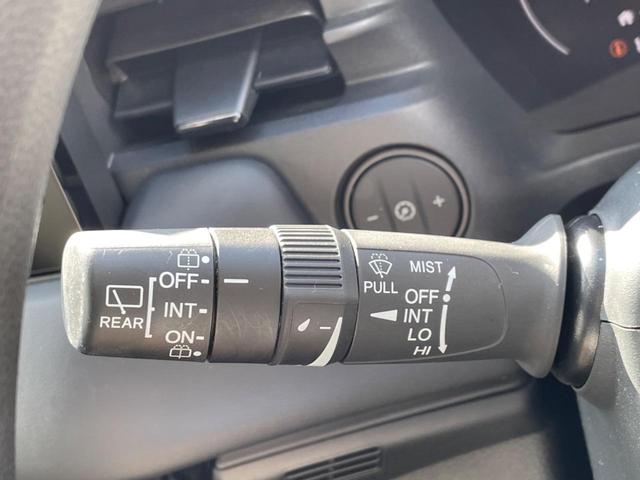 OFF
INT
REAR
ON
PULL
MIST
OFF
INT
LO
HI